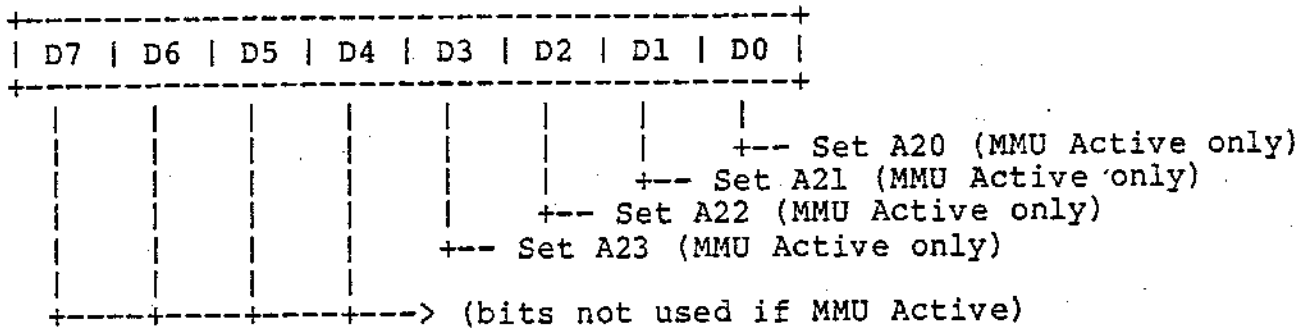 | D7 | D6 | D5 | D4 | D3 | D2 | D1 | D0 |
+-- Set A20 (MMU Active only)
+-- Set A21 (MMU Active only)
+-- Set A22 (MMU Active only)
+-- Set A23 (MMU Active only)
+----+----+----+---> (bits not used if MMU Active)